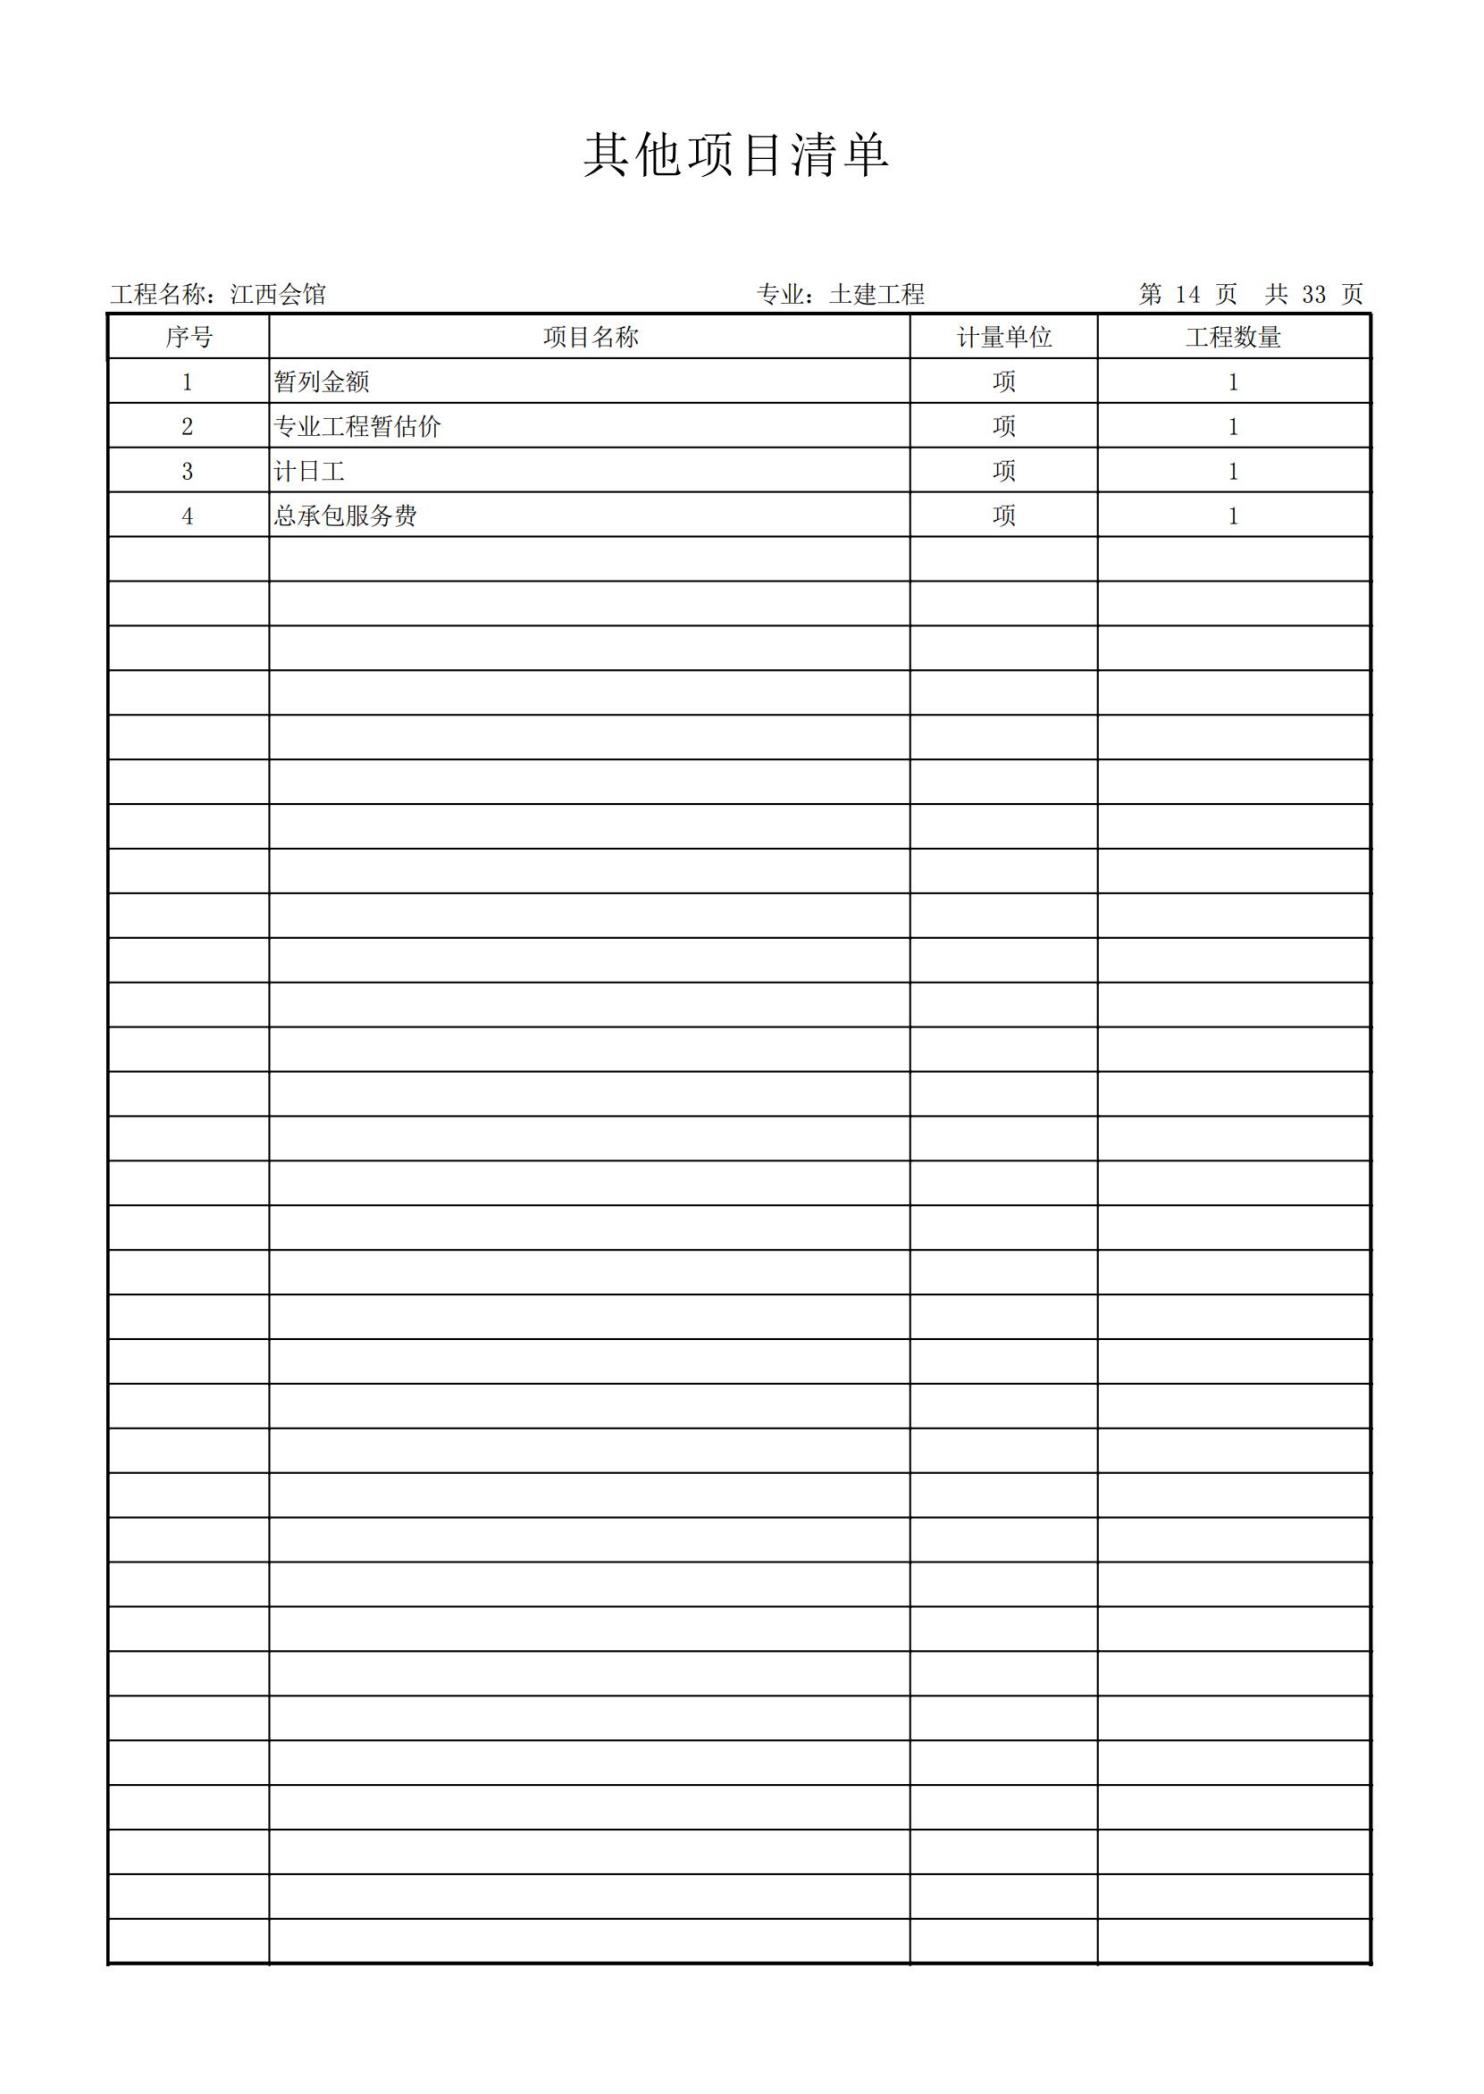 其他项目清单
工程名称：江西会馆 专业：土建工程 第 14 页 共 33 页
序号 项目名称 计量单位 工程数量
1 暂列金额 项 1
2 专业工程暂估价 项 1
3 计日工 项 1
4 总承包服务费 项 1